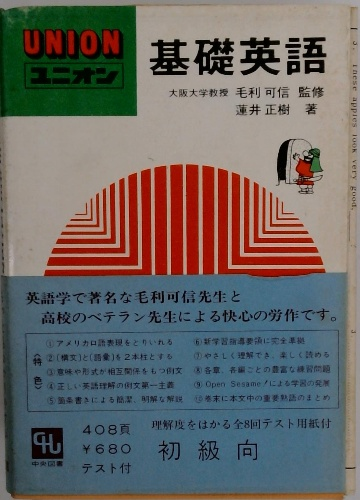 UNION
ユニオン
基礎英語
大阪大学教授 毛利可信 監修
蓮井正樹 著
These apples look very good.
英語学で著名な毛利可信先生と
高校のベテラン先生による快心の労作です。
《特色》
①アメリカ口語表現をとりいれる
②〔構文〕と〔語彙〕を2本柱とする
③意味や形式が相互関係をもつ例文
④正しい英語理解の例文第一主義
⑤箇条書きによる簡潔、明解な解説
⑥新学習指導要領に完全準拠
⑦やさしく理解でき、楽しく読める
⑧各章、各編ごとの豊富な練習問題
⑨Open Sesame!による学習の発展
⑩巻末に本文中の重要熟語のまとめ
中央図書
408頁
¥680
テスト付
理解度をはかる全8回テスト用紙付
初級向